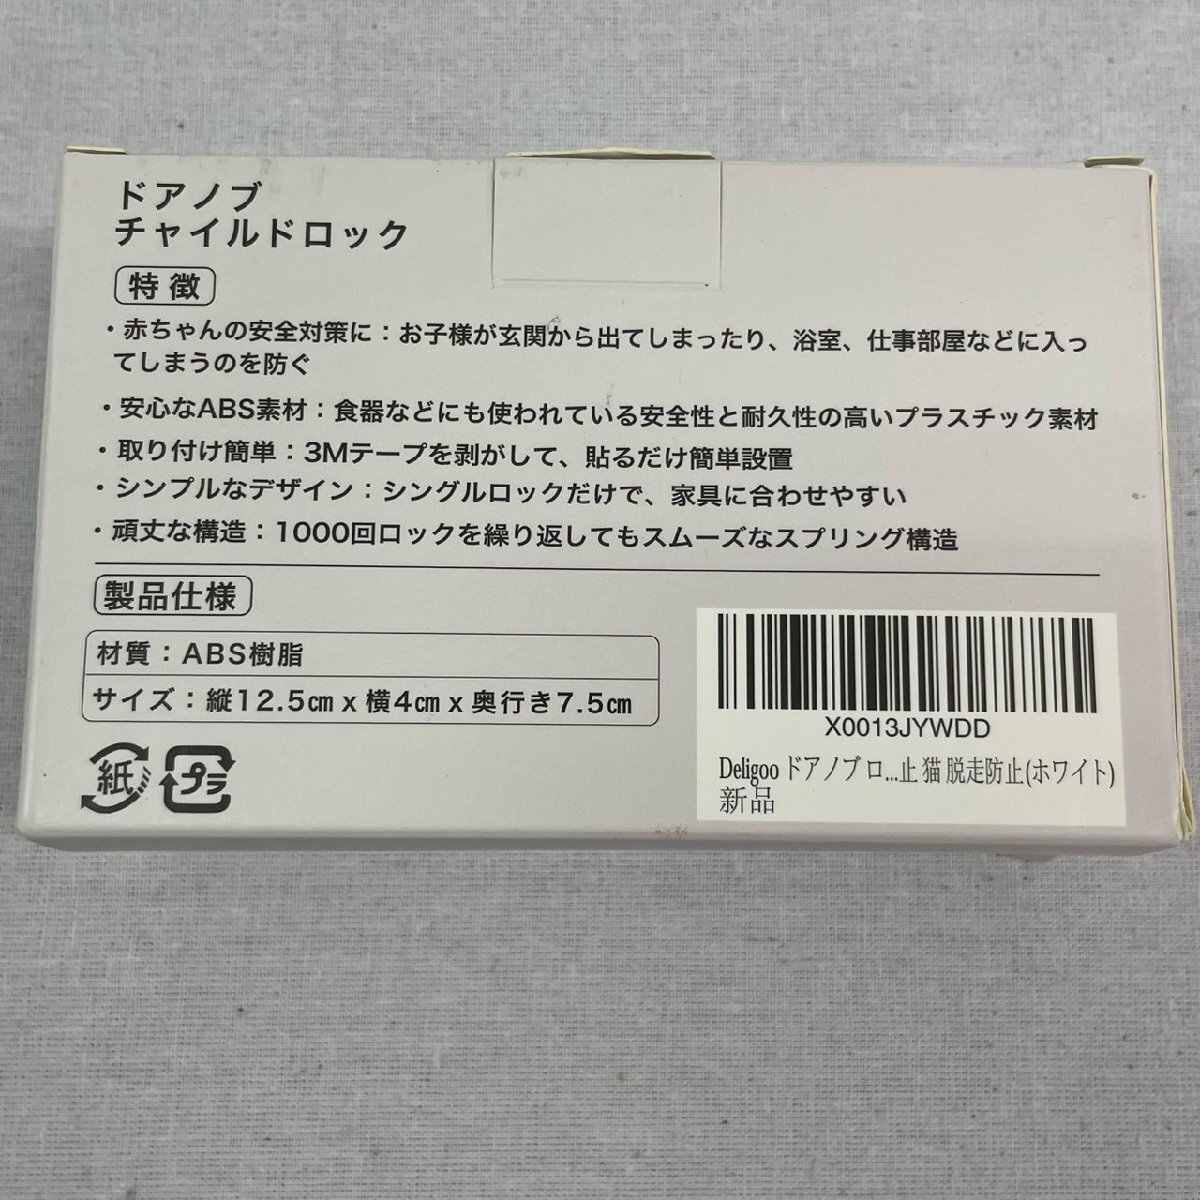 ドアノブ
チャイルドロック
特徴
・赤ちゃんの安全対策に：お子様が玄関から出てしまったり、浴室、仕事部屋などに入っ
てしまうのを防ぐ
・安心なABS素材：食器などにも使われている安全性と耐久性の高いプラスチック素材
・取り付け簡単：3Mテープを剥がして、貼るだけ簡単設置
・シンプルなデザイン：シングルロックだけで、家具に合わせやすい
・頑丈な構造：1000回ロックを繰り返してもスムーズなスプリング構造
製品仕様
材質：ABS樹脂
サイズ：縦12.5㎝ x 横4㎝ x 奥行き7.5㎝
紙 プラ
X0013JYWDD
Deligoo ドアノブ ロ...止 猫 脱走防止(ホワイト)
新品